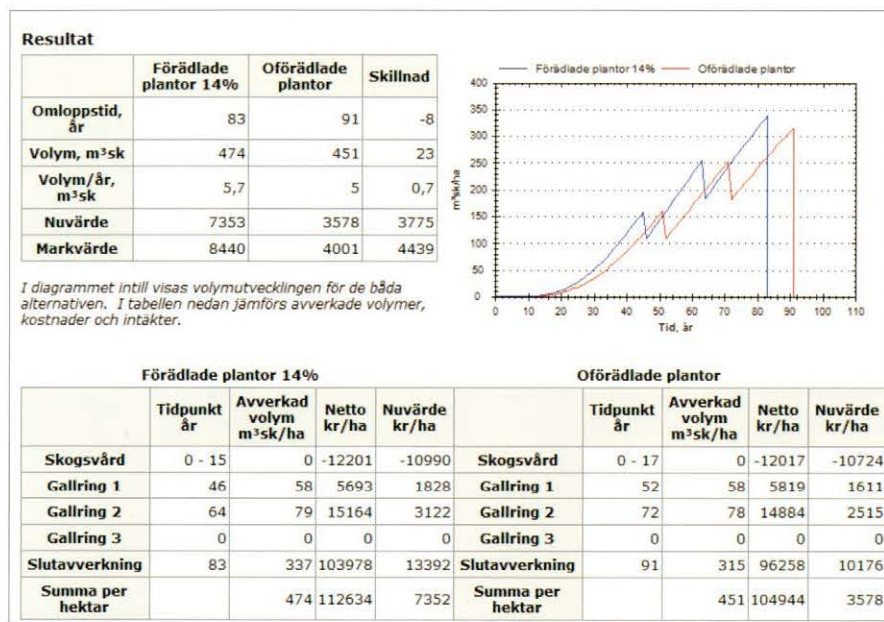 Resultat
Förädlade plantor 14% Oförädlade plantor Skillnad
Omloppstid, år 83 91 -8
Volym, m³sk 474 451 23
Volym/år, m³sk 5,7 5 0,7
Nuvärde 7353 3578 3775
Markvärde 8440 4001 4439
I diagrammet intill visas volymutvecklingen för de båda
alternativen. I tabellen nedan jämförs avverkade volymer,
kostnader och intäkter.
Förädlade plantor 14% Oförädlade plantor
400
350
300
250
200
150
100
50
0
m³sk/ha
0 10 20 30 40 50 60 70 80 90 100 110
Tid, år
Förädlade plantor 14%
Tidpunkt år Avverkad volym m³sk/ha Netto kr/ha Nuvärde kr/ha
Skogsvård 0 - 15 0 -12201 -10990
Gallring 1 46 58 5693 1828
Gallring 2 64 79 15164 3122
Gallring 3 0 0 0 0
Slutavverkning 83 337 103978 13392
Summa per hektar 474 112634 7352
Oförädlade plantor
Tidpunkt år Avverkad volym m³sk/ha Netto kr/ha Nuvärde kr/ha
Skogsvård 0 - 17 0 -12017 -10724
Gallring 1 52 58 5819 1611
Gallring 2 72 78 14884 2515
Gallring 3 0 0 0 0
Slutavverkning 91 315 96258 10176
Summa per hektar 451 104944 3578